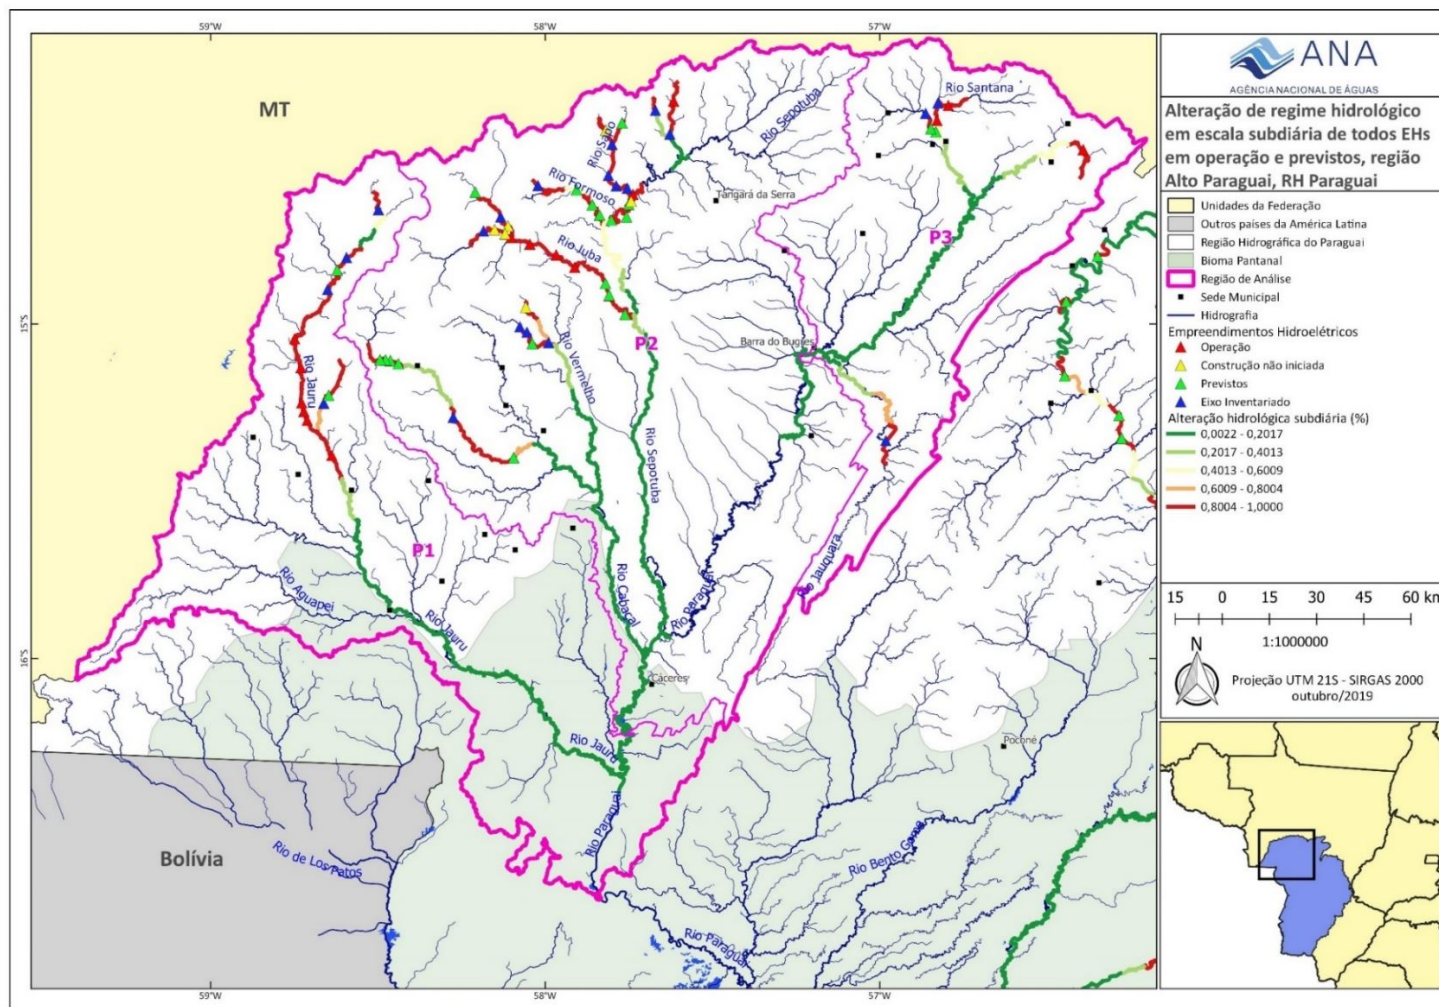 59°W
58°W
57°W
MT
Rio Santana
Rio Sepotuba
Rio Sapo
Rio Formoso
Tangará da Serra
Rio Juba
P3
15°S
15°S
Rio Vermelho
P2
Barra do Bugres
Rio Jauru
Rio Sepotuba
P1
Rio Jauquara
Rio Aguapei
Rio Cabaçal
Rio Paraguai
Rio Jauru
16°S
16°S
Cáceres
Rio Jauru
Poconé
Rio Paraguai
Bolívia
Rio de Los Patos
Rio Bento Gomes
Rio Paraguai
59°W
58°W
57°W
ANA
AGÊNCIA NACIONAL DE ÁGUAS
Alteração de regime hidrológico
em escala subdiária de todos EHs
em operação e previstos, região
Alto Paraguai, RH Paraguai
Unidades da Federação
Outros países da América Latina
Região Hidrográfica do Paraguai
Bioma Pantanal
Região de Análise
Sede Municipal
Hidrografia
Empreendimentos Hidroelétricos
Operação
Construção não iniciada
Previstos
Eixo Inventariado
Alteração hidrológica subdiária (%)
0,0022 - 0,2017
0,2017 - 0,4013
0,4013 - 0,6009
0,6009 - 0,8004
0,8004 - 1,0000
15 0 15 30 45 60 km
1:1000000
N
Projeção UTM 21S - SIRGAS 2000
outubro/2019